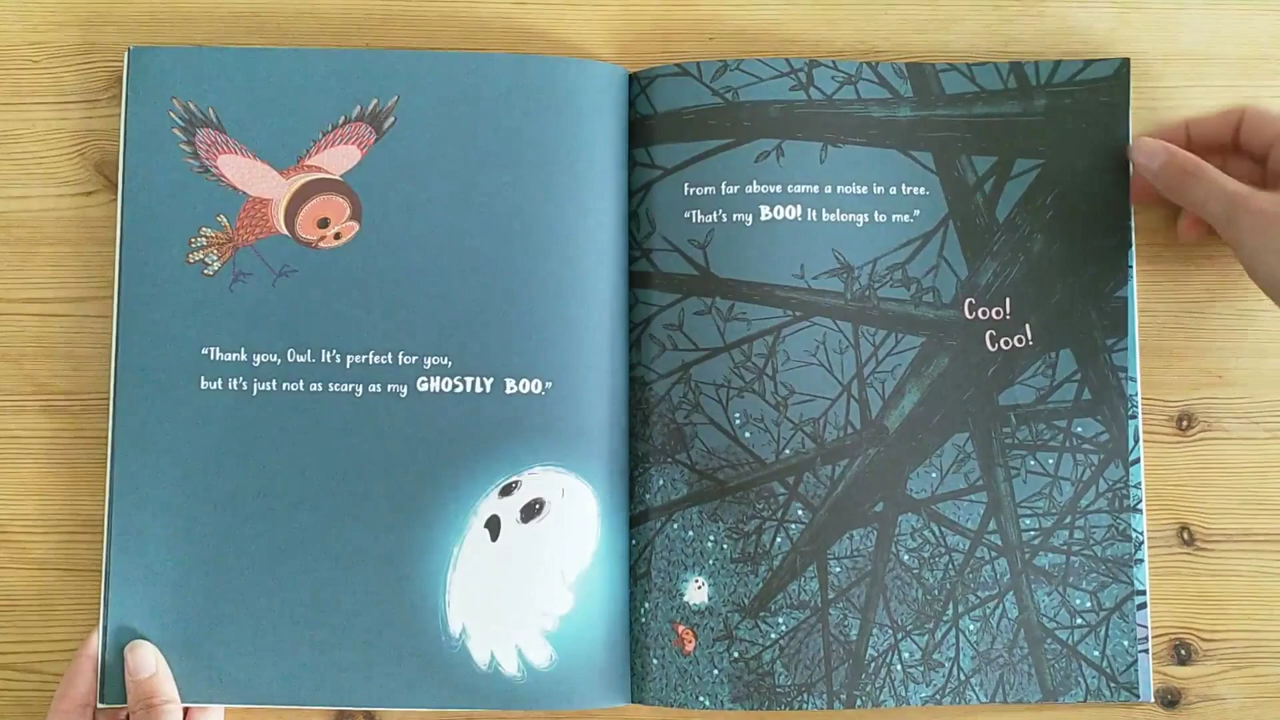 “Thank you, Owl. It’s perfect for you,
but it’s just not as scary as my GHOSTLY BOO.”
From far above came a noise in a tree.
“That’s my BOO! It belongs to me.”
Coo!
Coo!